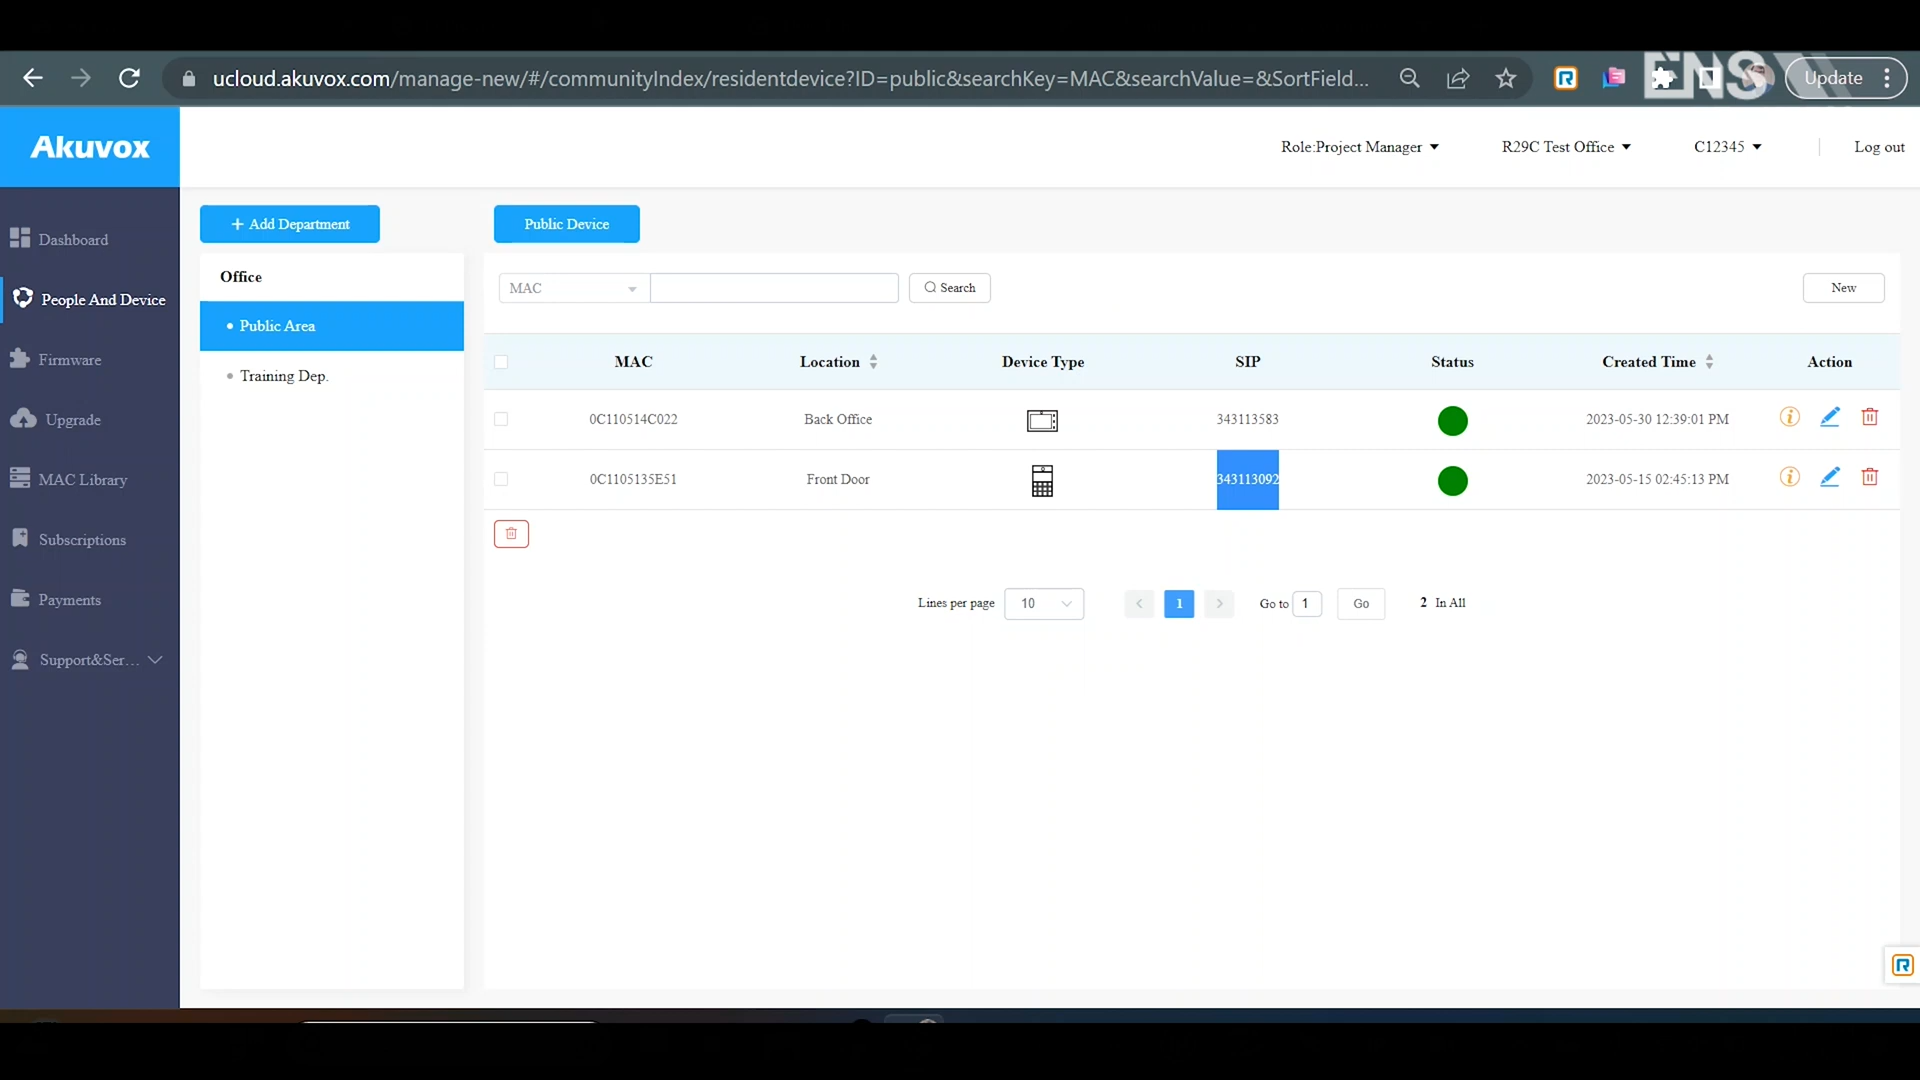 ucloud.akuvox.com/manage-new/#/communityIndex/residentdevice?ID=public&searchKey=MAC&searchValue=&SortField...
ENS
Update
Akuvox
Role:Project Manager
R29C Test Office
C12345
Log out
Dashboard
People And Device
Firmware
Upgrade
MAC Library
Subscriptions
Payments
Support&Ser...
+ Add Department
Office
Public Area
Training Dep.
Public Device
MAC
Search
New
MAC Location Device Type SIP Status Created Time Action
0C110514C022 Back Office 343113583 2023-05-30 12:39:01 PM
0C1105135E51 Front Door 343113092 2023-05-15 02:45:13 PM
Lines per page 10 1 Go to 1 Go 2 In All